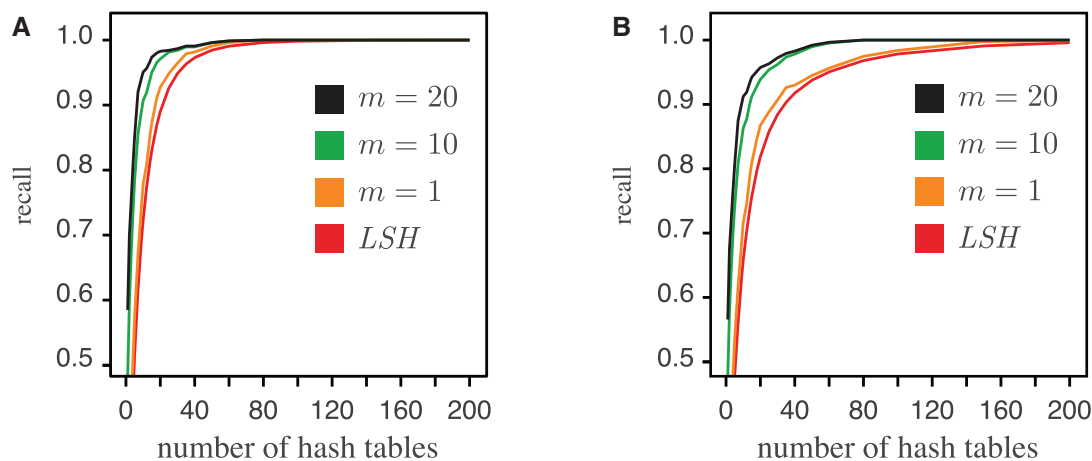 A
1.0
0.9
0.8
0.7
0.6
0.5
recall
m = 20
m = 10
m = 1
LSH
0 40 80 120 160 200
number of hash tables
B
1.0
0.9
0.8
0.7
0.6
0.5
recall
m = 20
m = 10
m = 1
LSH
0 40 80 120 160 200
number of hash tables